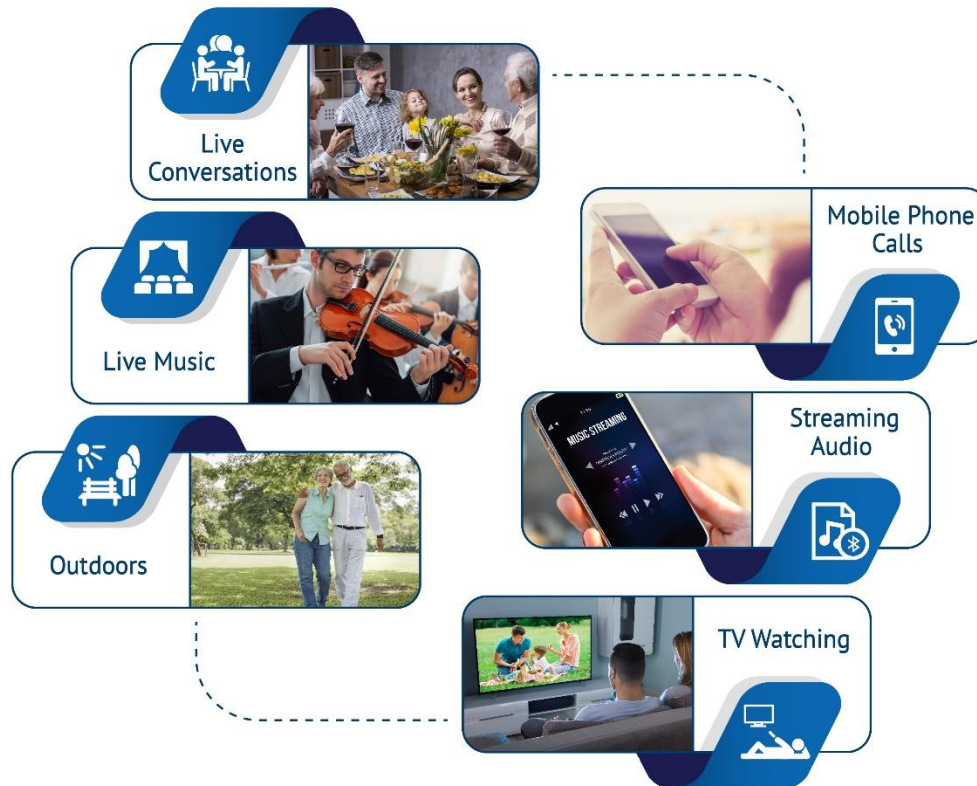 Live
Conversations
Mobile Phone
Calls
Live Music
MUSIC STREAMING
Streaming
Audio
Outdoors
TV Watching